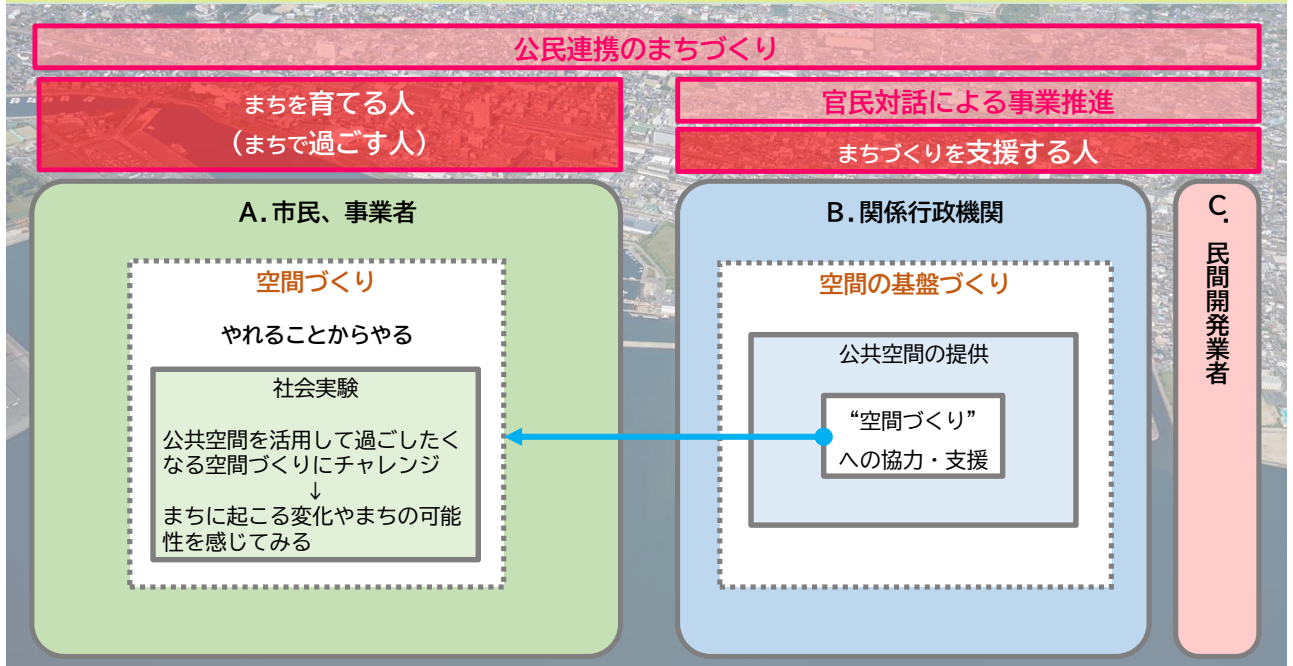 公民連携のまちづくり
まちを育てる人
（まちで過ごす人）
官民対話による事業推進
まちづくりを支援する人
A．市民、事業者
空間づくり
やれることからやる
社会実験
公共空間を活用して過ごしたく
なる空間づくりにチャレンジ
↓
まちに起こる変化やまちの可能
性を感じてみる
B．関係行政機関
空間の基盤づくり
公共空間の提供
“空間づくり”
への協力・支援
C．民間開発業者